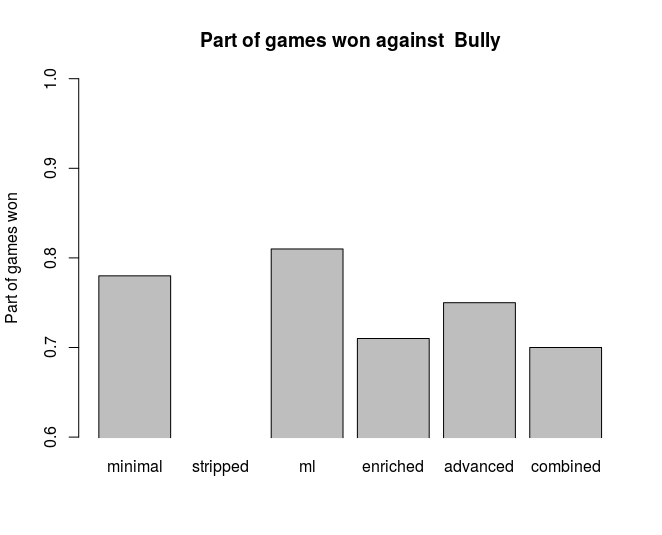 Part of games won against  Bully
Part of games won
1.0
0.9
0.8
0.7
0.6
minimal stripped ml enriched advanced combined